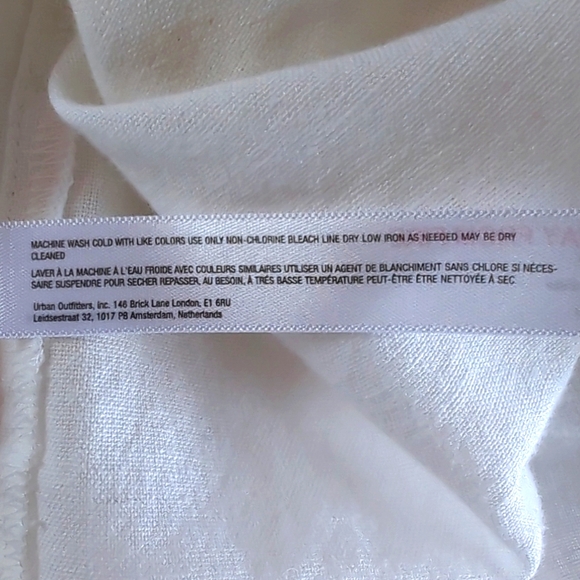 MACHINE WASH COLD WITH LIKE COLORS USE ONLY NON-CHLORINE BLEACH LINE DRY LOW IRON AS NEEDED MAY BE DRY
CLEANED
LAVER À LA MACHINE À L'EAU FROIDE AVEC COULEURS SIMILAIRES UTILISER UN AGENT DE BLANCHIMENT SANS CHLORE SI NÉCES-
SAIRE SUSPENDRE POUR SECHER REPASSER, AU BESOIN, À TRÉS BASSE TEMPÉRATURE PEUT-ÊTRE ÊTRE NETTOYÉE À SEC
Urban Outfitters, Inc. 146 Brick Lane London, E1 6RU
Leidsestraat 32, 1017 PB Amsterdam, Netherlands